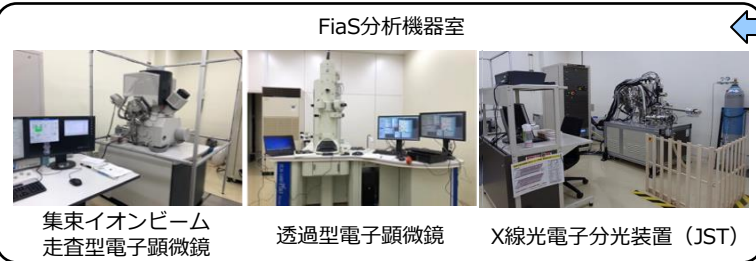 FiaS分析機器室
集束イオンビーム
走査型電子顕微鏡
透過型電子顕微鏡
X線光電子分光装置（JST）